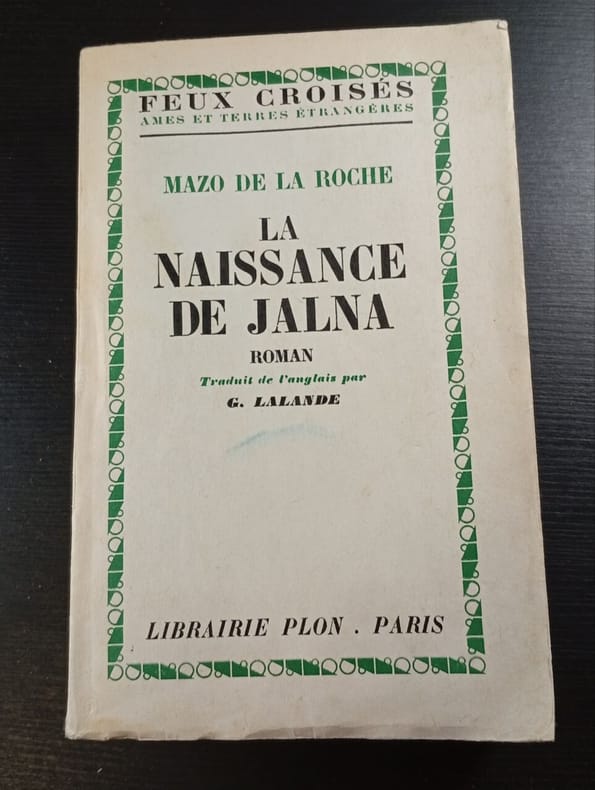 FEUX CROISÉS
AMES ET TERRES ÉTRANGÈRES
MAZO DE LA ROCHE
LA
NAISSANCE
DE JALNA
ROMAN
Traduit de l'anglais par
G. LALANDE
LIBRAIRIE PLON . PARIS